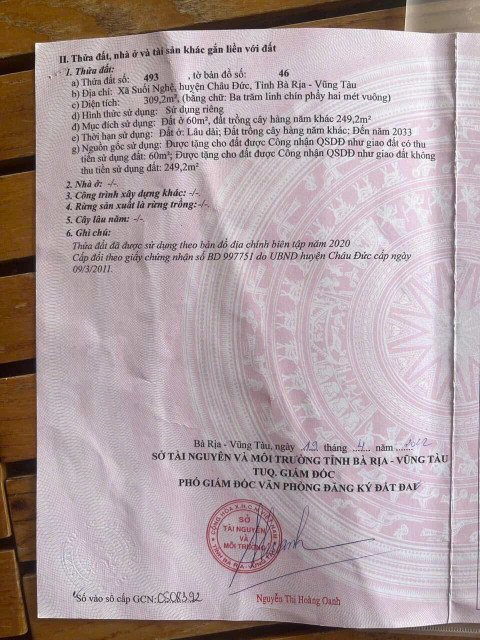 II. Thửa đất, nhà ở và tài sản khác gắn liền với đất
1. Thửa đất:
a) Thửa đất số: 493 , tờ bản đồ số: 46
b) Địa chỉ: Xã Suối Nghệ, huyện Châu Đức, Tỉnh Bà Rịa - Vũng Tàu
c) Diện tích: 309,2m², (bằng chữ: Ba trăm linh chín phẩy hai mét vuông)
d) Hình thức sử dụng: Sử dụng riêng
đ) Mục đích sử dụng: Đất ở 60m², đất trồng cây hàng năm khác 249,2m²
e) Thời hạn sử dụng: Đất ở: Lâu dài; Đất trồng cây hàng năm khác; Đến năm 2033
g) Nguồn gốc sử dụng: Được tặng cho đất được Công nhận QSDĐ như giao đất có thu
tiền sử dụng đất: 60m²; Được tặng cho đất được Công nhận QSDĐ như giao đất không
thu tiền sử dụng đất: 249,2m²
2. Nhà ở: -/-.
3. Công trình xây dựng khác: -/-.
4. Rừng sản xuất là rừng trồng:-/-.
5. Cây lâu năm: -/-.
6. Ghi chú:
Thửa đất đã được sử dụng theo bản đồ địa chính biên tập năm 2020
Cấp đổi theo giấy chứng nhận số BD 997751 do UBND huyện Châu Đức cấp ngày
09/3/2011.
Bà Rịa - Vũng Tàu, ngày 19 tháng 4 năm 2022
SỞ TÀI NGUYÊN VÀ MÔI TRƯỜNG TỈNH BÀ RỊA - VŨNG TÀU
TUQ. GIÁM ĐỐC
PHÓ GIÁM ĐỐC VĂN PHÒNG ĐĂNG KÝ ĐẤT ĐAI
CỘNG HÒA X.H.C.N VIỆT NAM
SỞ
TÀI NGUYÊN
VÀ
MÔI TRƯỜNG
TỈNH BÀ RỊA - VŨNG TÀU
Số vào sổ cấp GCN: CS08392
Nguyễn Thị Hoàng Oanh